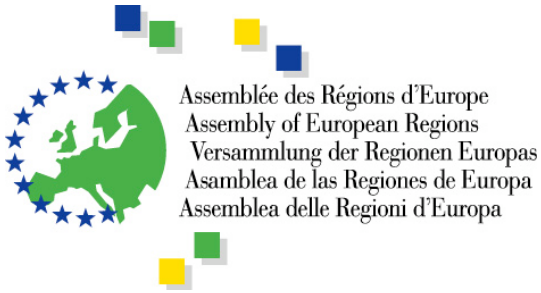 Assemblée des Régions d'Europe
Assembly of European Regions
Versammlung der Regionen Europas
Asamblea de las Regiones de Europa
Assemblea delle Regioni d'Europa